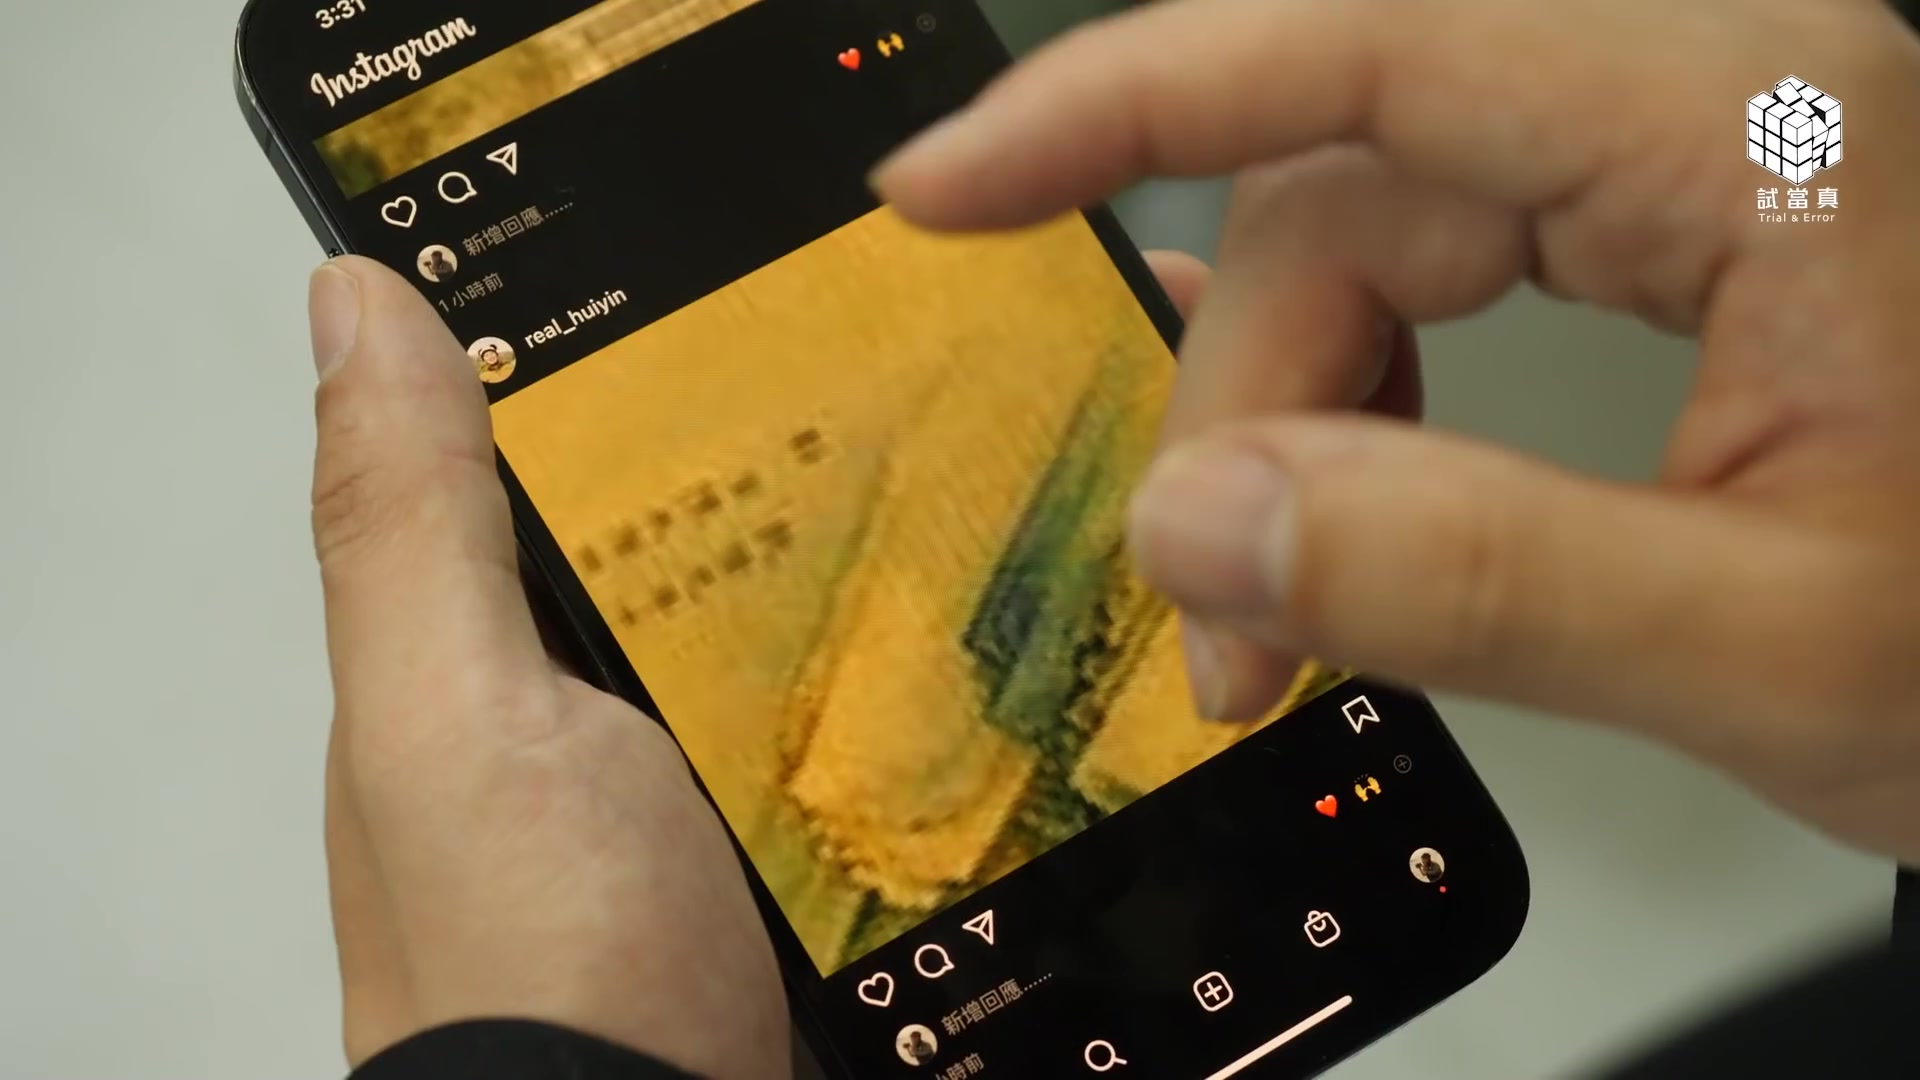 3:31
Instagram
新增回應......
1 小時前
real_huiyin
新增回應......
小時前
試當真
Trial & Error